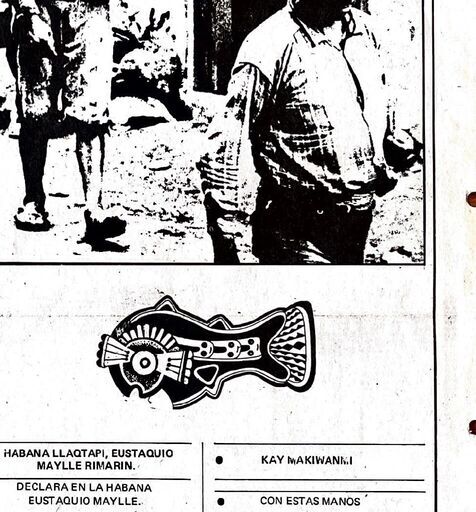 HABANA LLAQTAPI, EUSTAQUIO
MAYLLE RIMARIN.
DECLARA EN LA HABANA
EUSTAQUIO MAYLLE.
• KAY MAKIWANMI
• CON ESTAS MANOS